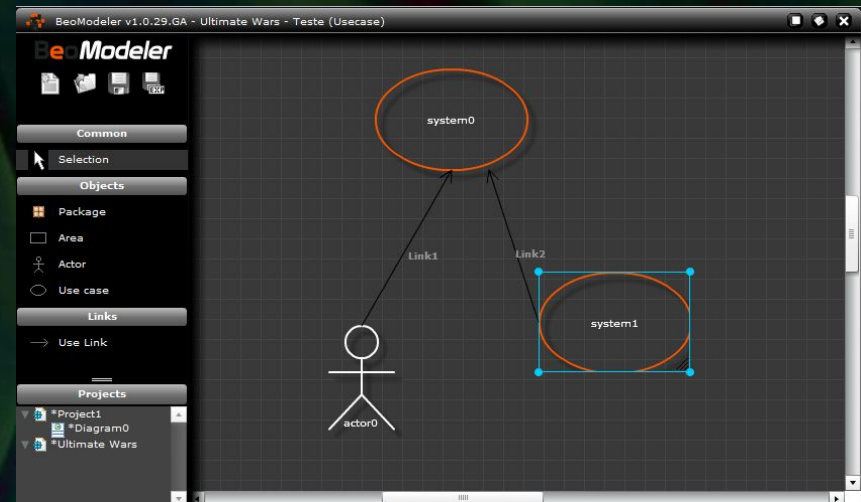 BeoModeler v1.0.29.GA - Ultimate Wars - Teste (Usecase)
BeoModeler
Common
Selection
Objects
Package
Area
Actor
Use case
Links
Use Link
Projects
*Project1
*Diagram0
*Ultimate Wars
system0
Link1
Link2
system1
actor0